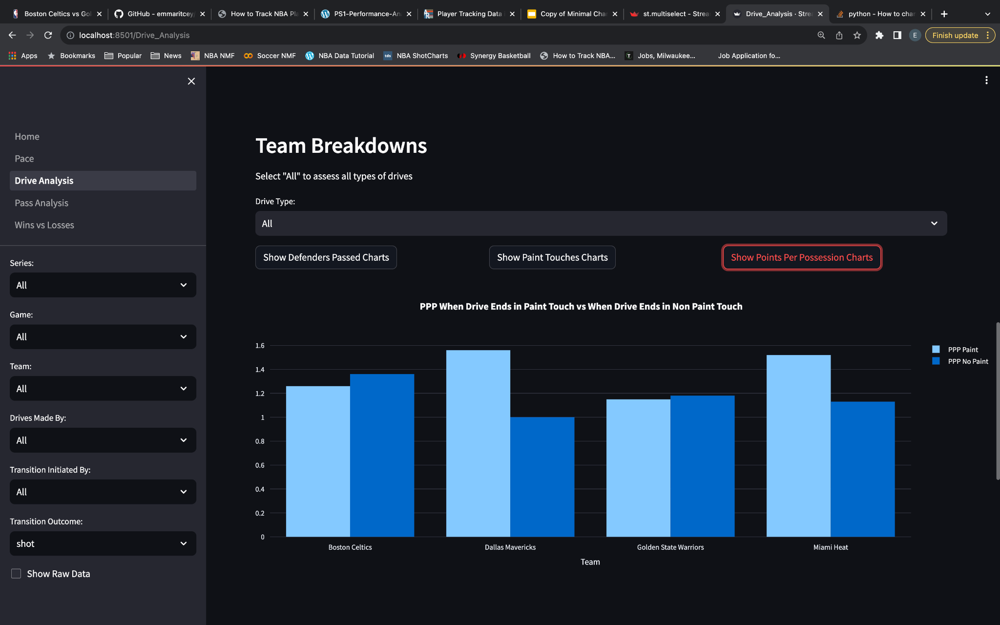 Boston Celtics vs Gol
GitHub - emmaritcey/
How to Track NBA Pla
PS1-Performance-An
Player Tracking Data
Copy of Minimal Cha
st.multiselect - Strea
Drive_Analysis · Strea
python - How to chan
localhost:8501/Drive_Analysis
E
Finish update
Apps
Bookmarks
Popular
News
NBA NMF
Soccer NMF
NBA Data Tutorial
tds
NBA ShotCharts
Synergy Basketball
How to Track NBA...
T
Jobs, Milwaukee...
Job Application fo...
Home
Pace
Drive Analysis
Pass Analysis
Wins vs Losses
Series:
All
Game:
All
Team:
All
Drives Made By:
All
Transition Initiated By:
All
Transition Outcome:
shot
Show Raw Data
Team Breakdowns
Select "All" to assess all types of drives
Drive Type:
All
Show Defenders Passed Charts
Show Paint Touches Charts
Show Points Per Possession Charts
PPP When Drive Ends in Paint Touch vs When Drive Ends in Non Paint Touch
1.6
1.4
1.2
1
0.8
0.6
0.4
0.2
0
Boston Celtics
Dallas Mavericks
Golden State Warriors
Miami Heat
Team
PPP Paint
PPP No Paint